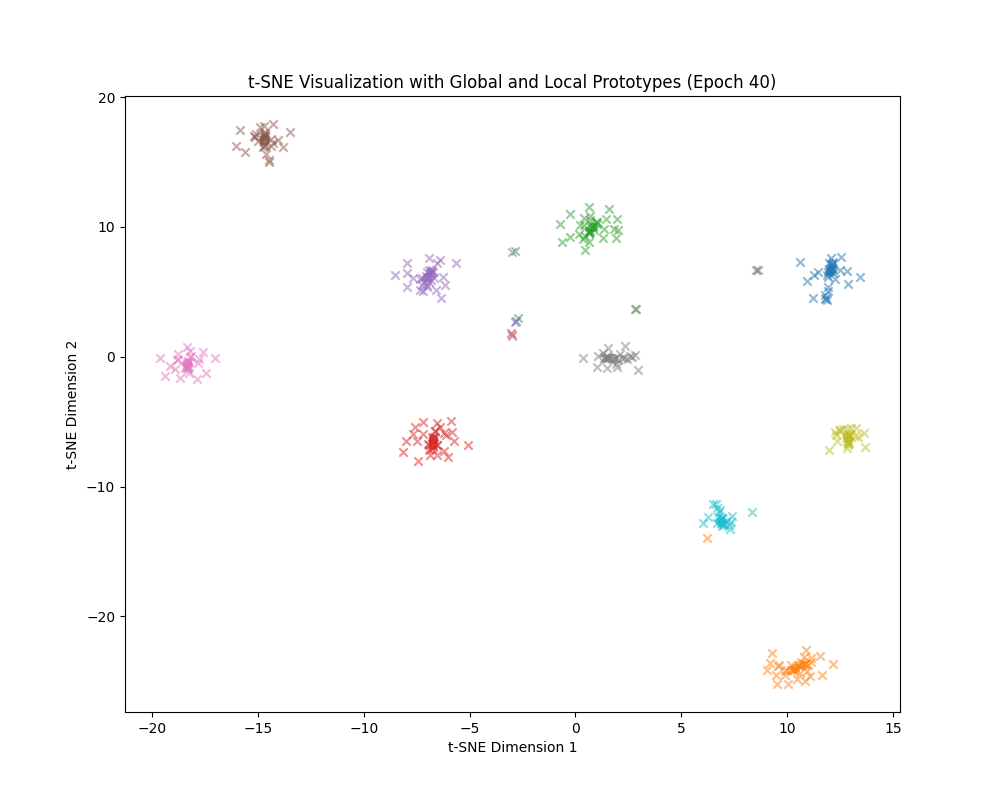 t-SNE Visualization with Global and Local Prototypes (Epoch 40)
20
10
0
−10
−20
t-SNE Dimension 2
−20 −15 −10 −5 0 5 10 15
t-SNE Dimension 1